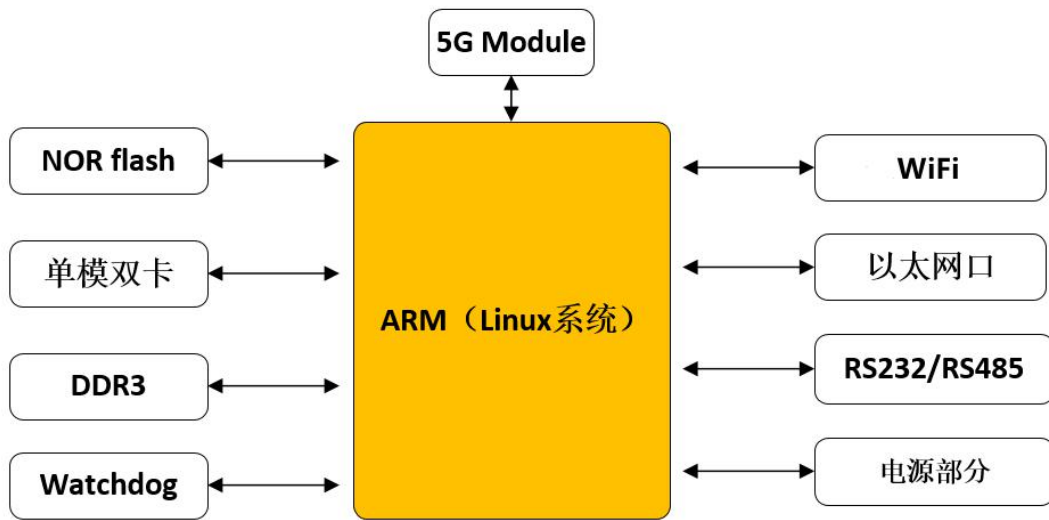 5G Module
NOR flash
单模双卡
DDR3
Watchdog
ARM（Linux系统）
WiFi
以太网口
RS232/RS485
电源部分